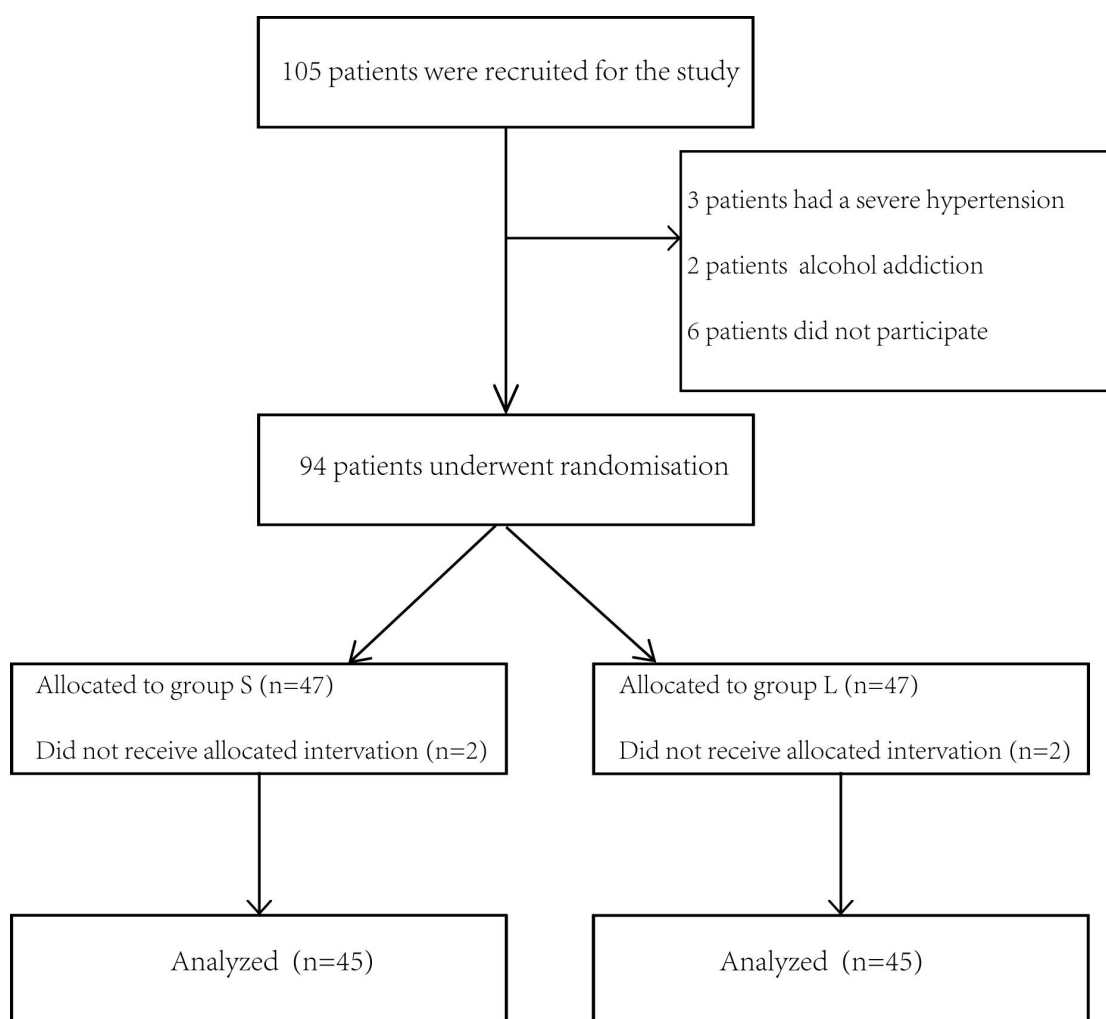 105 patients were recruited for the study
3 patients had a severe hypertension
2 patients alcohol addiction
6 patients did not participate
94 patients underwent randomisation
Allocated to group S (n=47)
Did not receive allocated intervation (n=2)
Allocated to group L (n=47)
Did not receive allocated intervation (n=2)
Analyzed (n=45)
Analyzed (n=45)